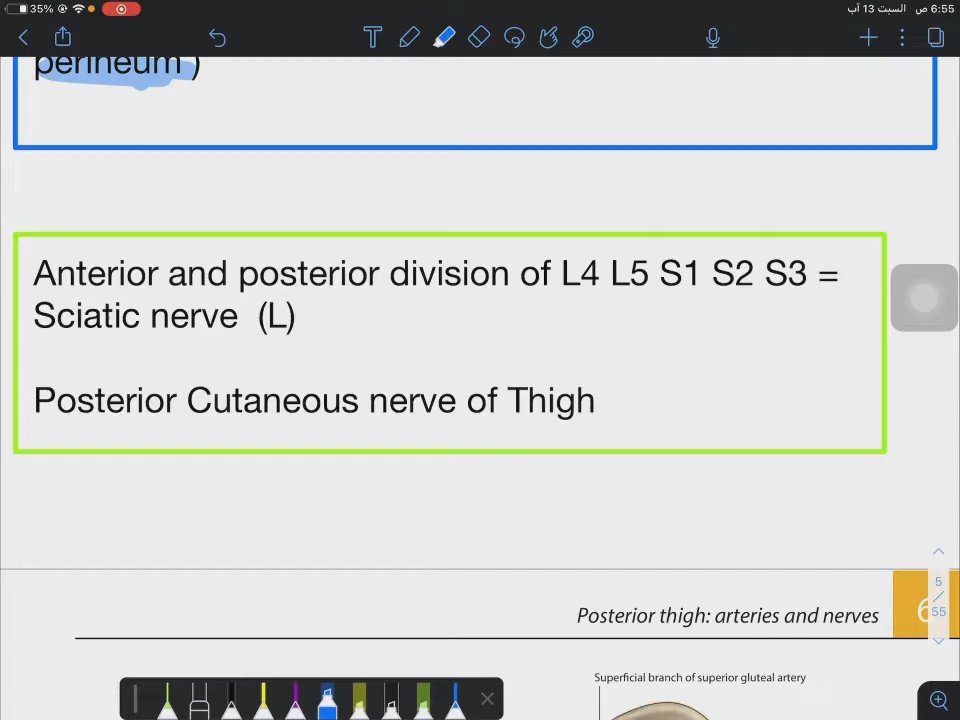 35%
السبت 13 آب
6:55 ص
perineum )
Anterior and posterior division of L4 L5 S1 S2 S3 =
Sciatic nerve (L)
Posterior Cutaneous nerve of Thigh
5
/
55
Posterior thigh: arteries and nerves
Superficial branch of superior gluteal artery